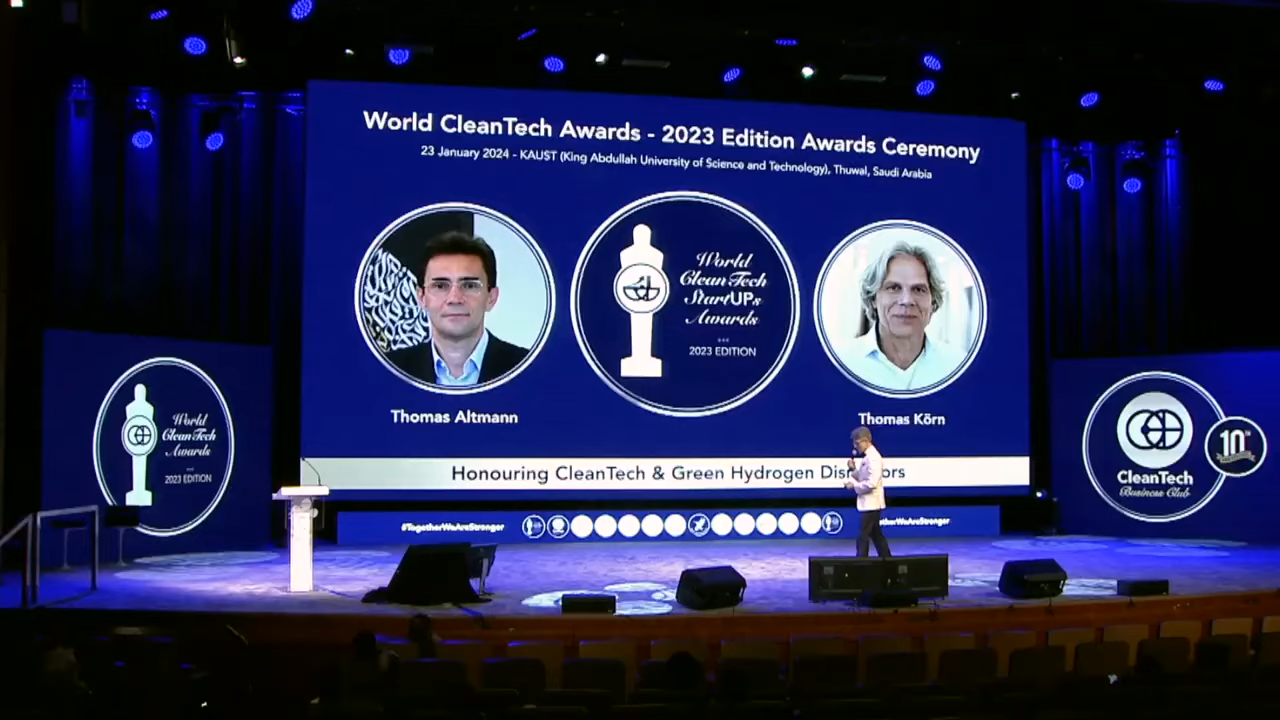 World CleanTech Awards - 2023 Edition Awards Ceremony
23 January 2024 - KAUST (King Abdullah University of Science and Technology), Thuwal, Saudi Arabia
World
CleanTech
StartUPs
Awards
2023 EDITION
Thomas Altmann
Thomas Körn
Honouring CleanTech & Green Hydrogen
World
CleanTech
Awards
2023 EDITION
CleanTech
Business Club
10
#TogetherWeAreStronger